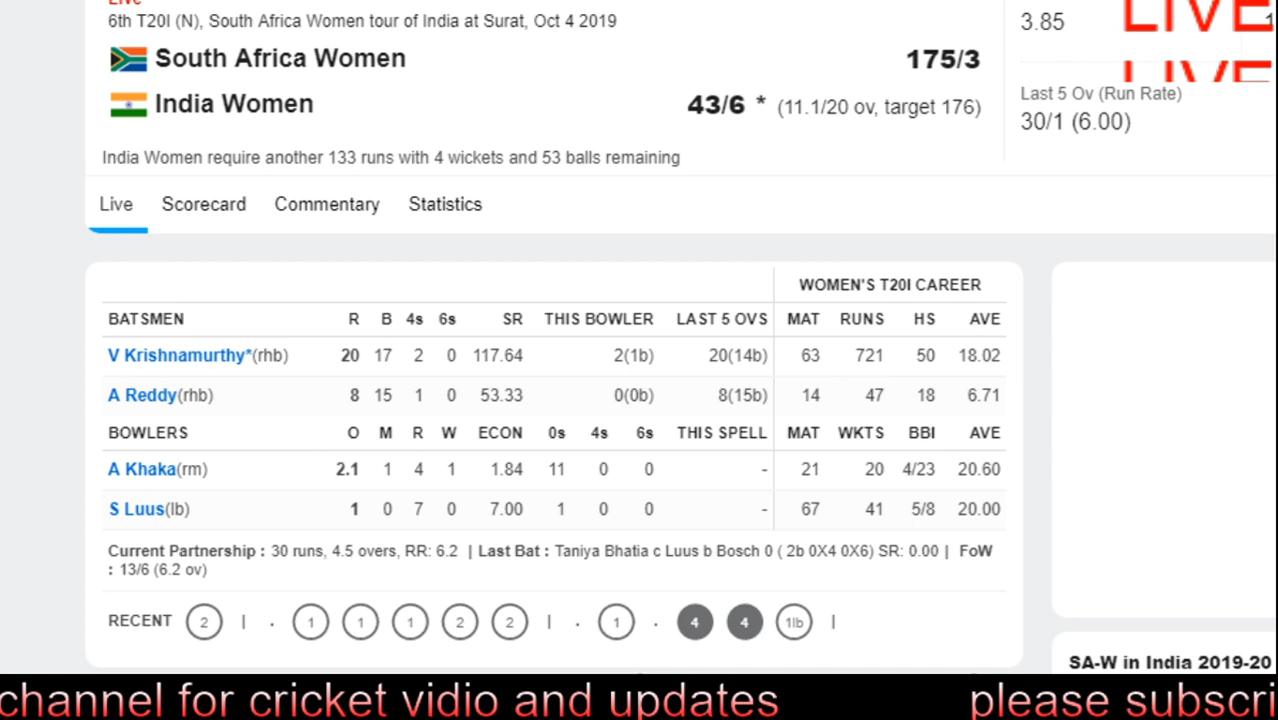 Live
6th T20I (N), South Africa Women tour of India at Surat, Oct 4 2019
South Africa Women 175/3
India Women 43/6 * (11.1/20 ov, target 176)
India Women require another 133 runs with 4 wickets and 53 balls remaining
3.85 LIVE 1
LIVE
Last 5 Ov (Run Rate)
30/1 (6.00)
Live Scorecard Commentary Statistics
WOMEN'S T20I CAREER
BATSMEN R B 4s 6s SR THIS BOWLER LAST 5 OVS MAT RUNS HS AVE
V Krishnamurthy*(rhb) 20 17 2 0 117.64 2(1b) 20(14b) 63 721 50 18.02
A Reddy(rhb) 8 15 1 0 53.33 0(0b) 8(15b) 14 47 18 6.71
BOWLERS O M R W ECON 0s 4s 6s THIS SPELL MAT WKTS BBI AVE
A Khaka(rm) 2.1 1 4 1 1.84 11 0 0 - 21 20 4/23 20.60
S Luus(lb) 1 0 7 0 7.00 1 0 0 - 67 41 5/8 20.00
Current Partnership : 30 runs, 4.5 overs, RR: 6.2 | Last Bat : Taniya Bhatia c Luus b Bosch 0 ( 2b 0X4 0X6) SR: 0.00 | FoW
: 13/6 (6.2 ov)
RECENT 2 | . 1 1 1 2 2 | . 1 . 4 4 1lb |
SA-W in India 2019-20
channel for cricket vidio and updates please subscri